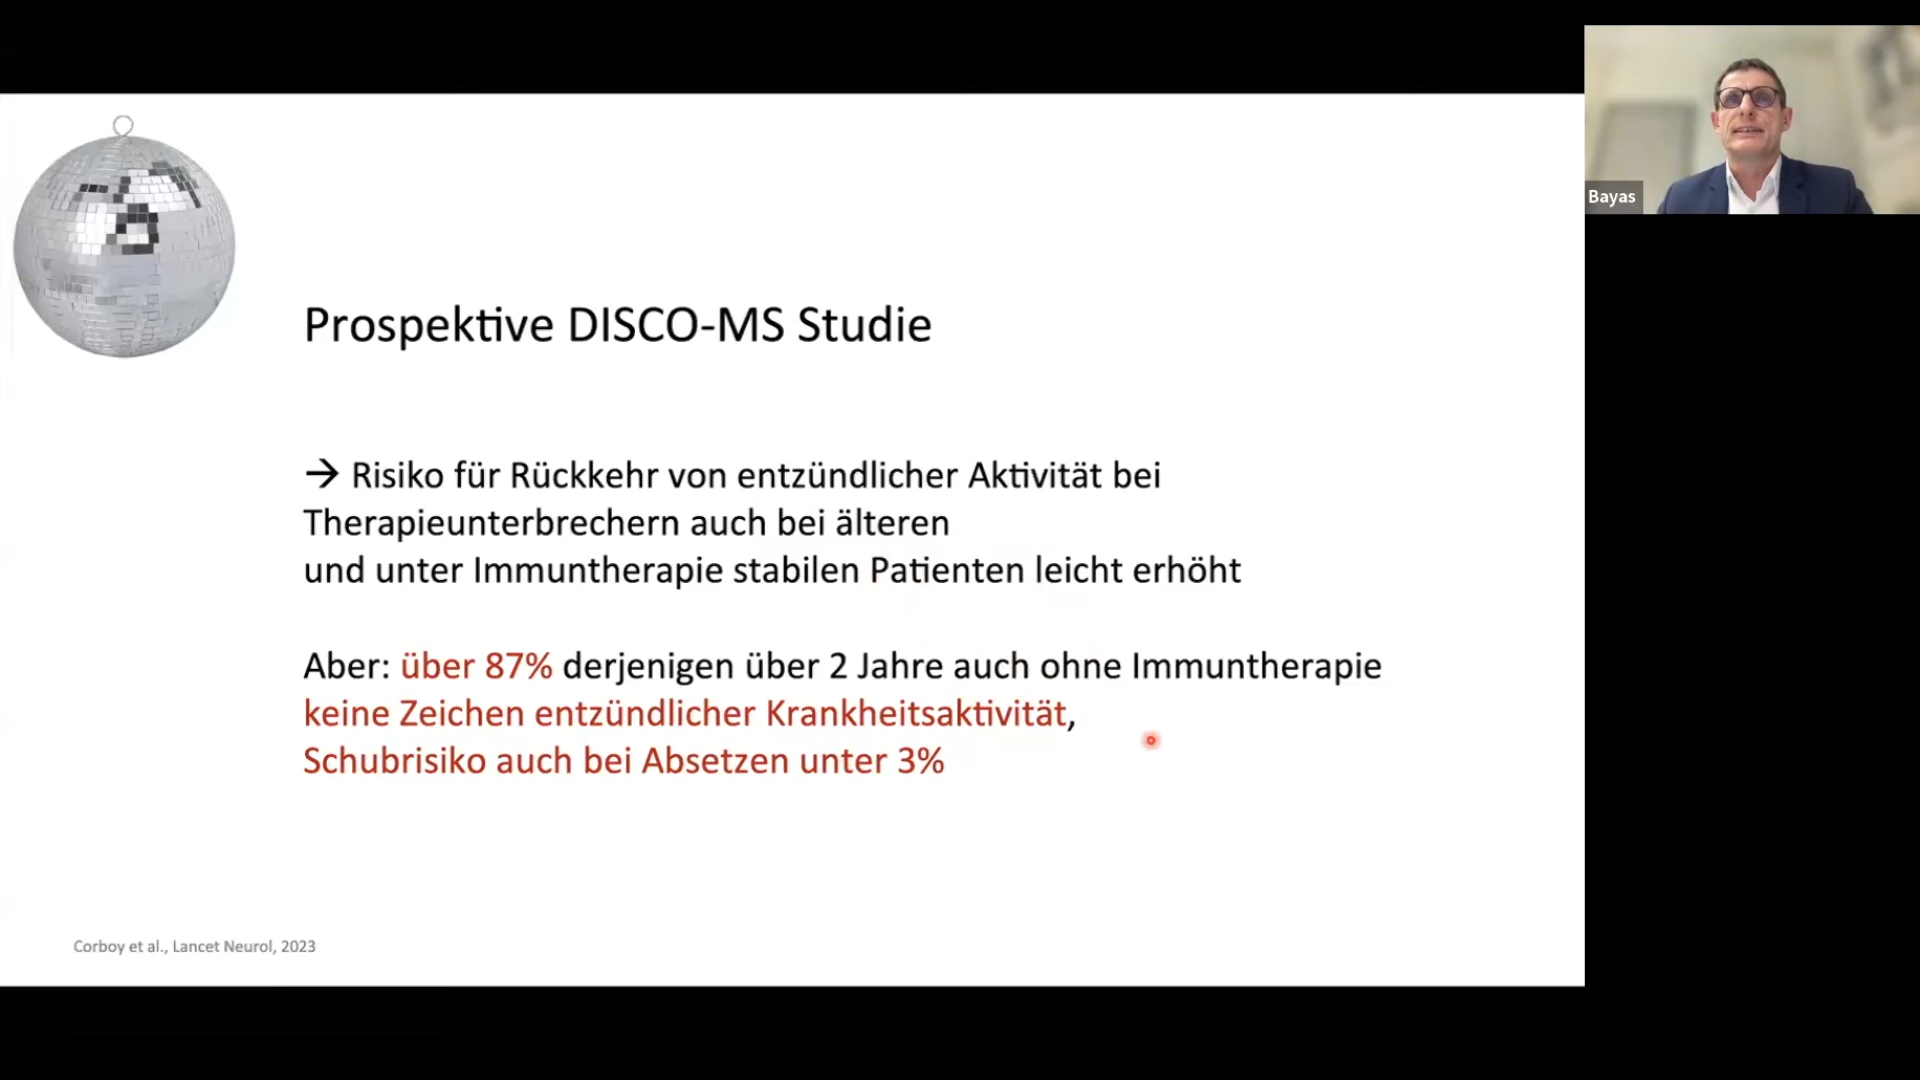 Bayas
Prospektive DISCO-MS Studie
→ Risiko für Rückkehr von entzündlicher Aktivität bei
Therapieunterbrechern auch bei älteren
und unter Immuntherapie stabilen Patienten leicht erhöht
Aber: über 87% derjenigen über 2 Jahre auch ohne Immuntherapie
keine Zeichen entzündlicher Krankheitsaktivität,
Schubrisiko auch bei Absetzen unter 3%
Corboy et al., Lancet Neurol, 2023